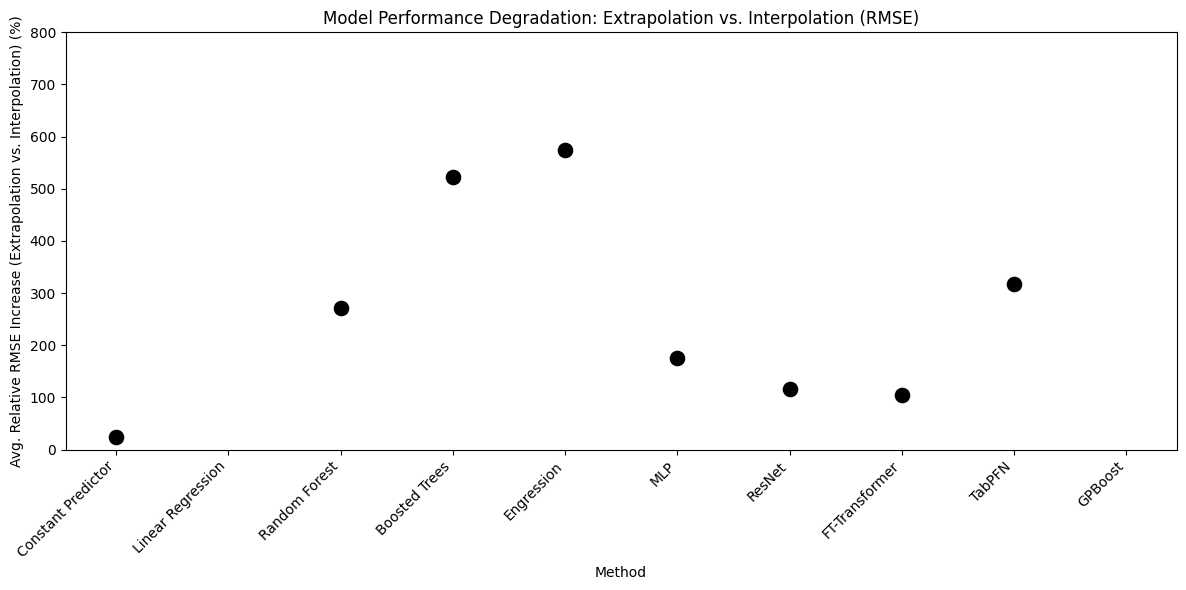 Model Performance Degradation: Extrapolation vs. Interpolation (RMSE)
Avg. Relative RMSE Increase (Extrapolation vs. Interpolation) (%)
800
700
600
500
400
300
200
100
0
Constant Predictor
Linear Regression
Random Forest
Boosted Trees
Engression
MLP
ResNet
FT-Transformer
TabPFN
GPBoost
Method